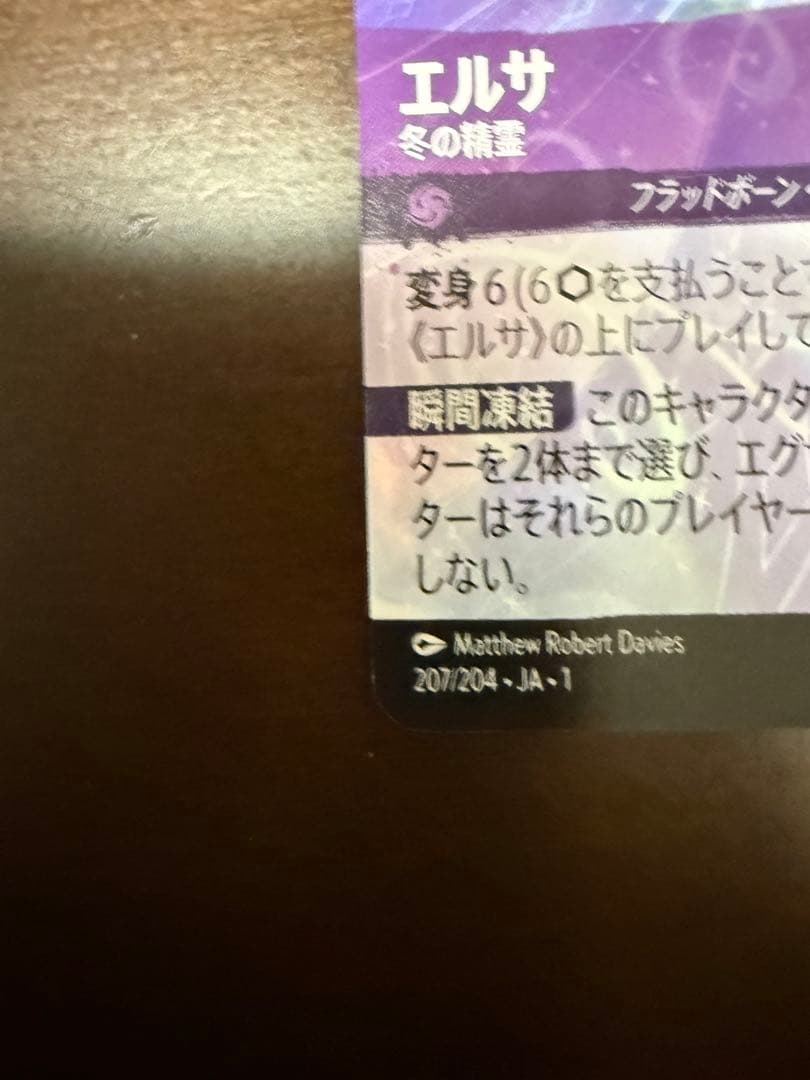 エルサ
冬の精霊
フラッドボーン・
変身 6 (6⬡を支払うこと
《エルサ》の上にプレイして
瞬間凍結 このキャラクタ
ターを2体まで選び、エグ
ターはそれらのプレイヤー
しない。
Matthew Robert Davies
207/204・JA・1